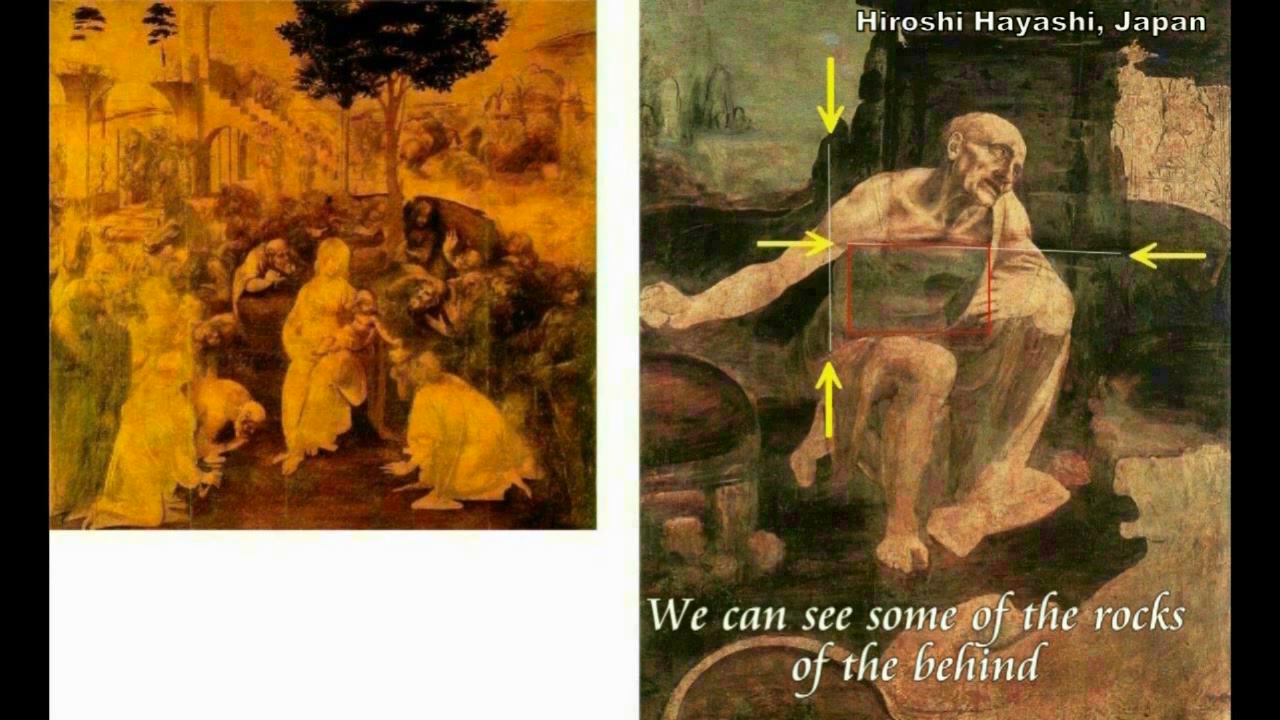 Hiroshi Hayashi, Japan
We can see some of the rocks
of the behind